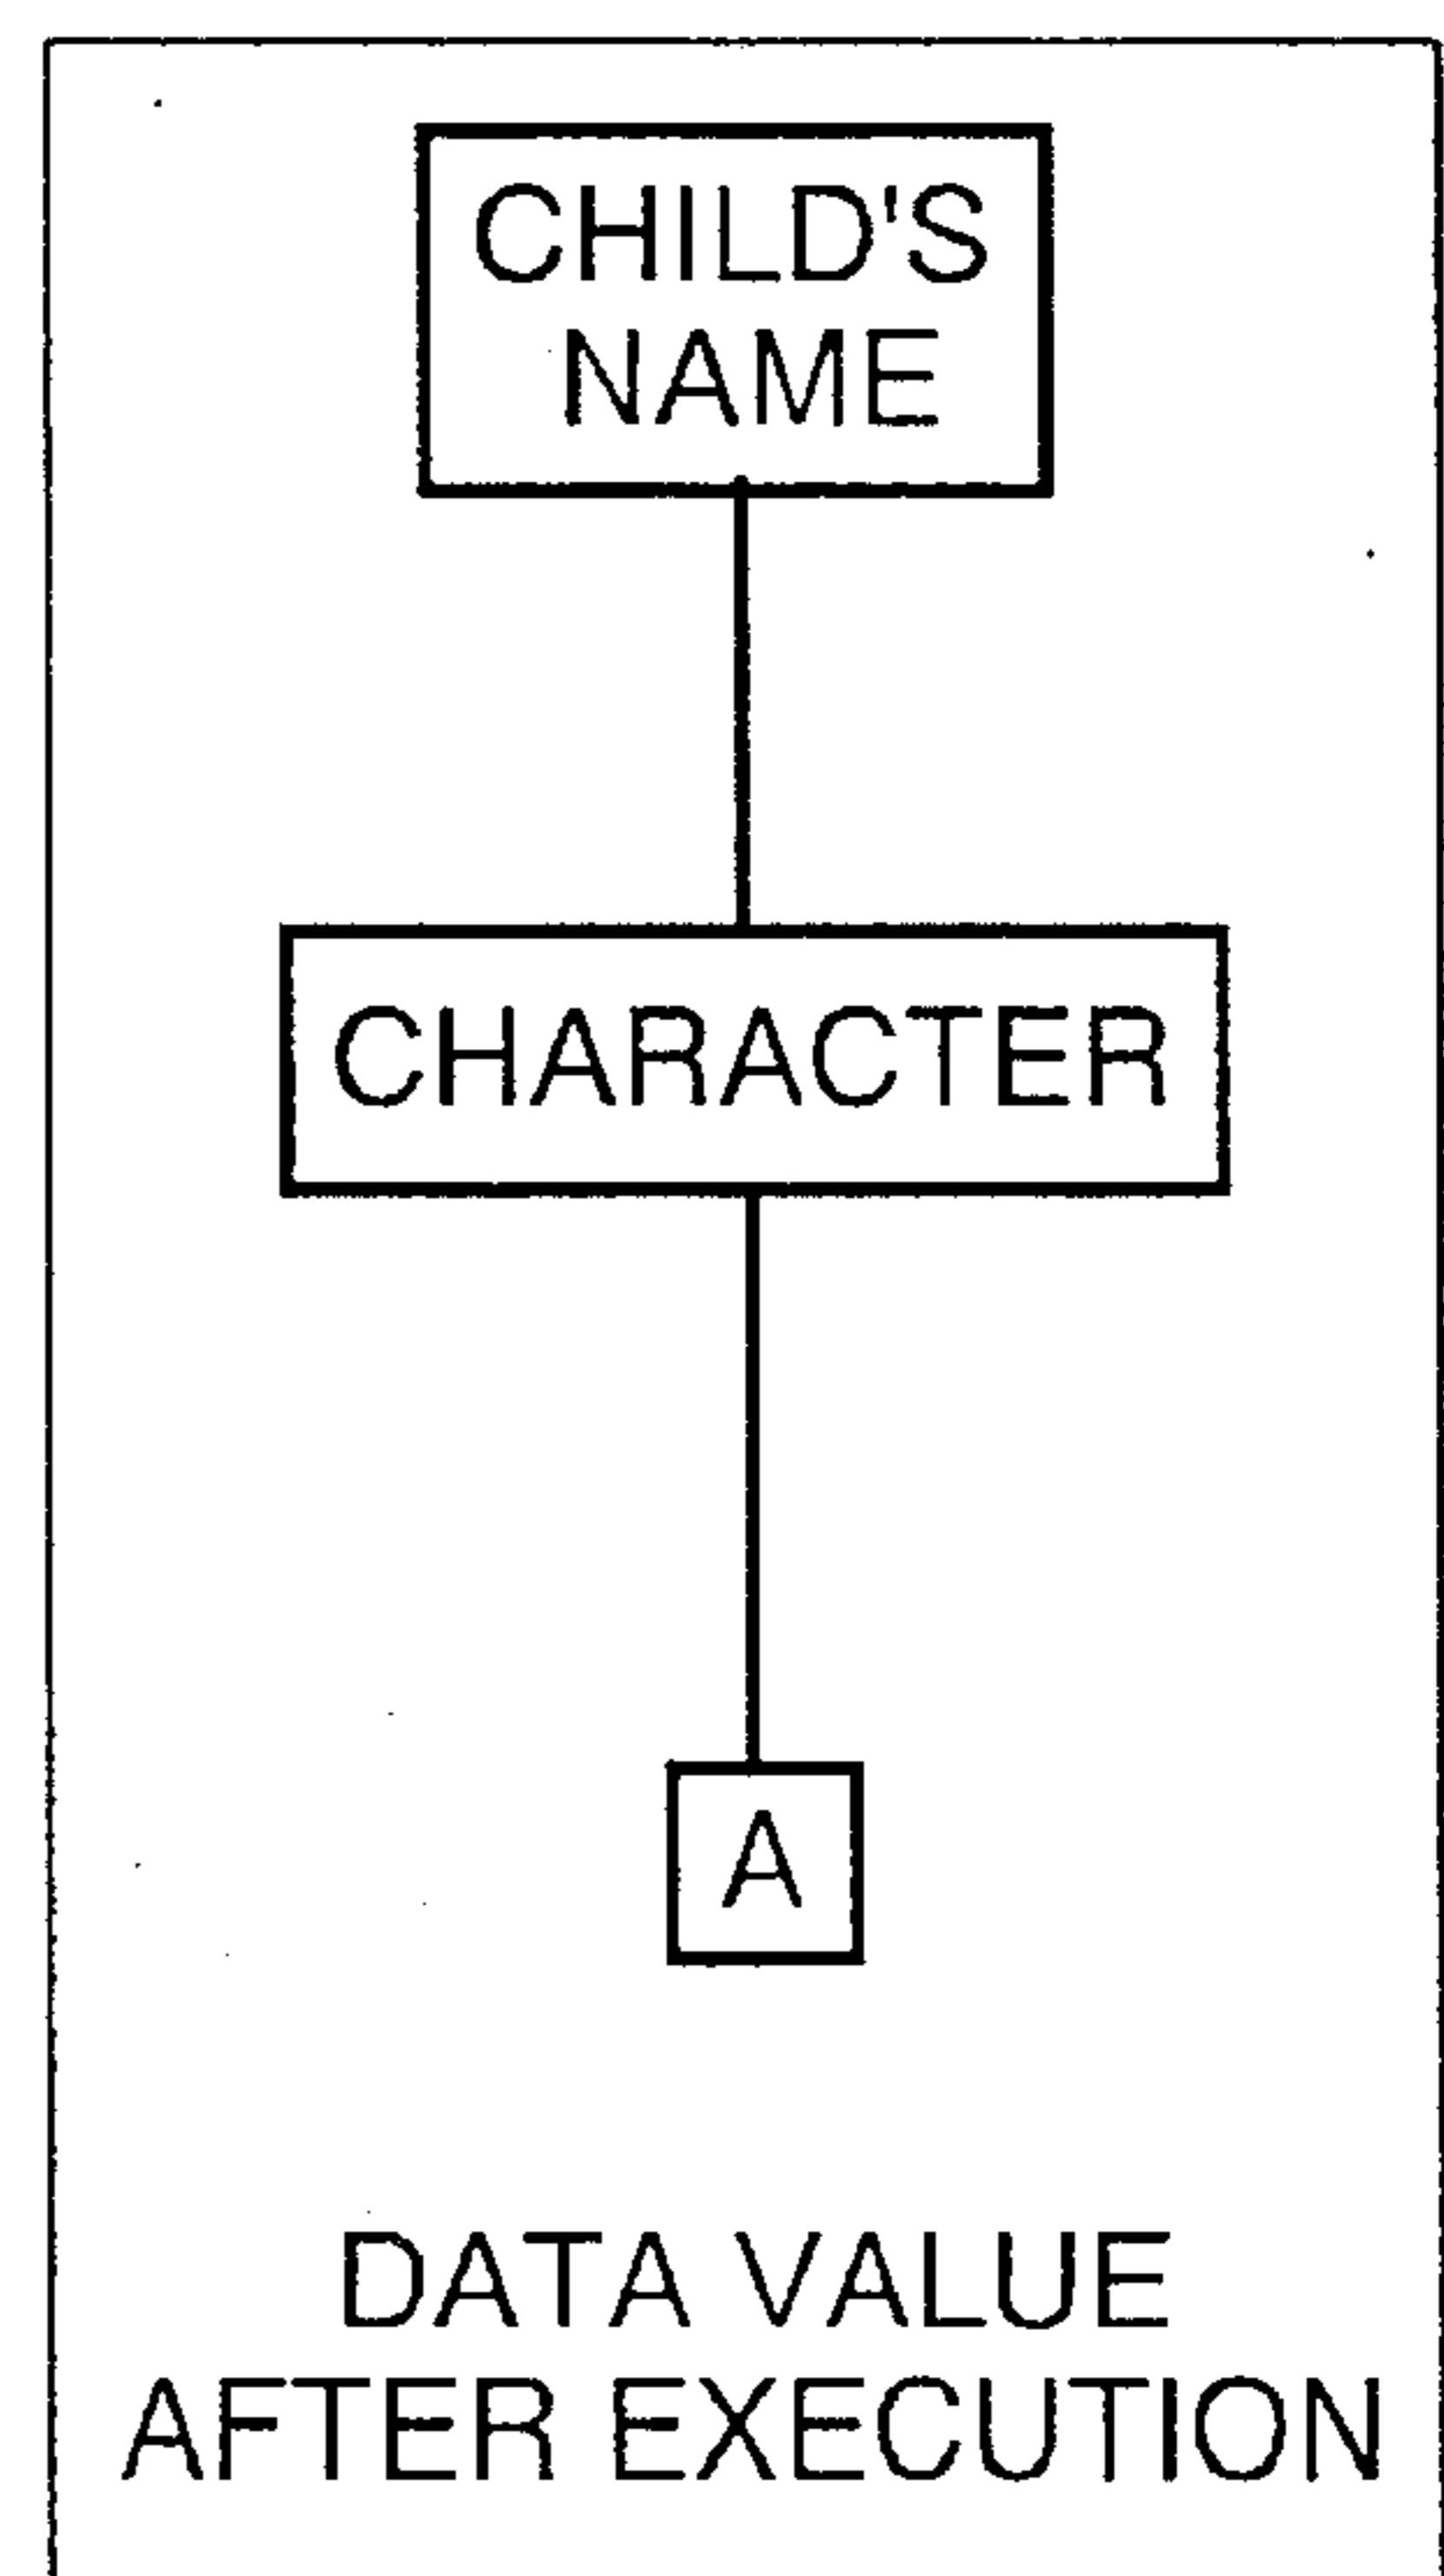 CHILD'S
NAME
CHARACTER
A
DATA VALUE
AFTER EXECUTION